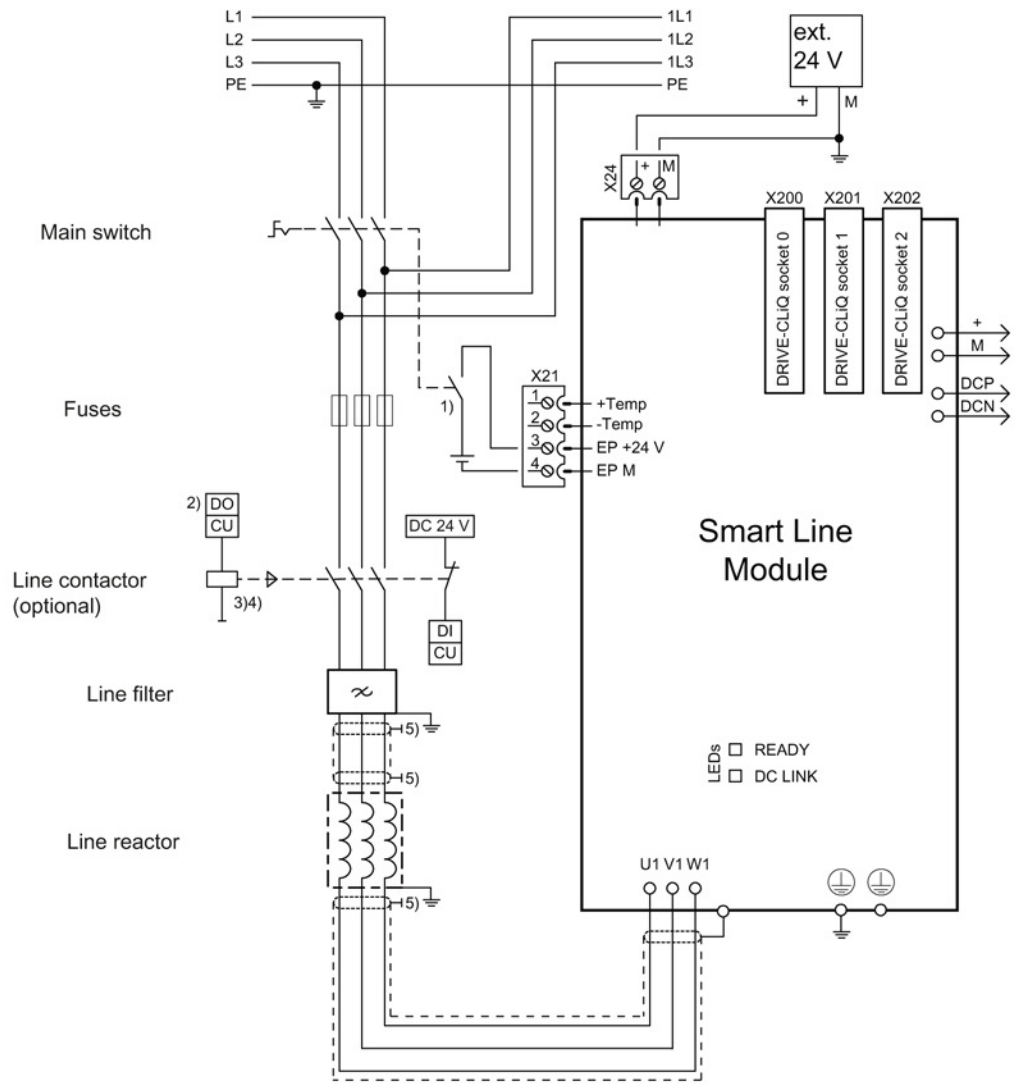 L1
L2
L3
PE
1L1
1L2
1L3
PE
ext.
24 V
+
M
X24
+
M
X200
X201
X202
DRIVE-CLiQ socket 0
DRIVE-CLiQ socket 1
DRIVE-CLiQ socket 2
Main switch
+
M
DCP
DCN
X21
1)
1
+Temp
2
-Temp
3
EP +24 V
4
EP M
Fuses
2)
DO
CU
DC 24 V
Smart Line
Module
Line contactor
(optional)
3)4)
DI
CU
Line filter
5)
5)
LEDs
READY
DC LINK
Line reactor
U1 V1 W1
5)